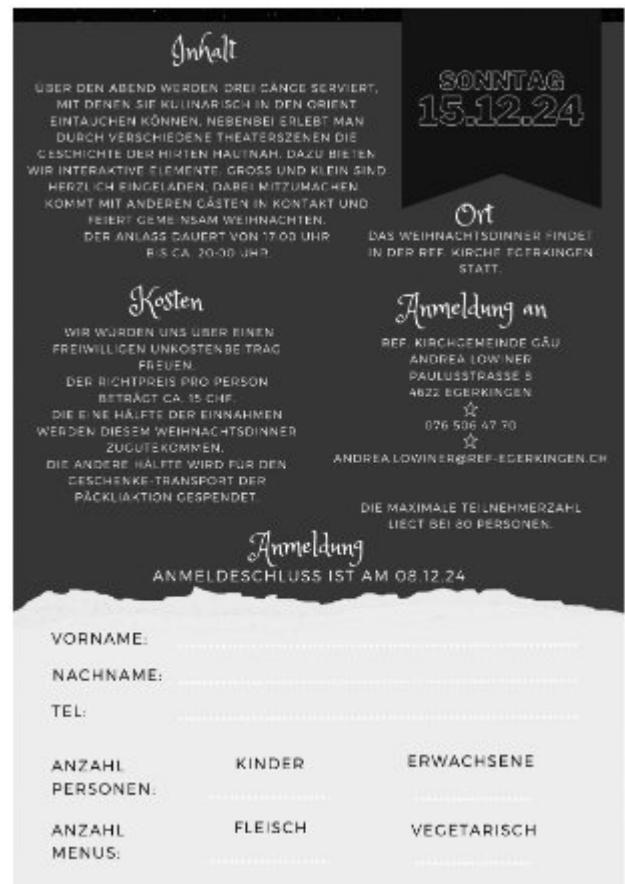 Inhalt
ÜBER DEN ABEND WERDEN DREI GÄNGE SERVIERT,
MIT DENEN SIE KULINARISCH IN DEN ORIENT
EINTAUCHEN KÖNNEN, NEBENBEI ERLEBT MAN
DURCH VERSCHIEDENE THEATERSZENEN DIE
GESCHICHTE DER HIRTEN HAUTNAH. DAZU BIETEN
WIR INTERAKTIVE ELEMENTE. GROSS UND KLEIN SIND
HERZLICH EINGELADEN, DABEI MITZUMACHEN.
KOMMT MIT ANDEREN GÄSTEN IN KONTAKT UND
FEIERT GEMEINSAM WEIHNACHTEN.
DER ANLASS DAUERT VON 17:00 UHR
BIS CA. 20:00 UHR.
SONNTAG
15.12.24
Ort
DAS WEIHNACHTSDINNER FINDET
IN DER REF. KIRCHE EGERKINGEN
STATT.
Kosten
WIR WÜRDEN UNS ÜBER EINEN
FREIWILLIGEN UNKOSTENBEITRAG
FREUEN.
DER RICHTPREIS PRO PERSON
BETRÄGT CA. 15 CHF.
DIE EINE HÄLFTE DER EINNAHMEN
WERDEN DIESEM WEIHNACHTSDINNER
ZUGUTEKOMMEN.
DIE ANDERE HÄLFTE WIRD FÜR DEN
GESCHENKE-TRANSPORT DER
PÄCKLIAKTION GESPENDET.
Anmeldung an
REF. KIRCHGEMEINDE GÄU
ANDREA LOWINER
PAULUSSTRASSE 8
4622 EGERKINGEN
076 506 47 70
ANDREA.LOWINER@REF-EGERKINGEN.CH
DIE MAXIMALE TEILNEHMERZAHL
LIEGT BEI 80 PERSONEN.
Anmeldung
ANMELDESCHLUSS IST AM 08.12.24
VORNAME:
NACHNAME:
TEL:
ANZAHL PERSONEN:
KINDER
ERWACHSENE
ANZAHL MENUS:
FLEISCH
VEGETARISCH